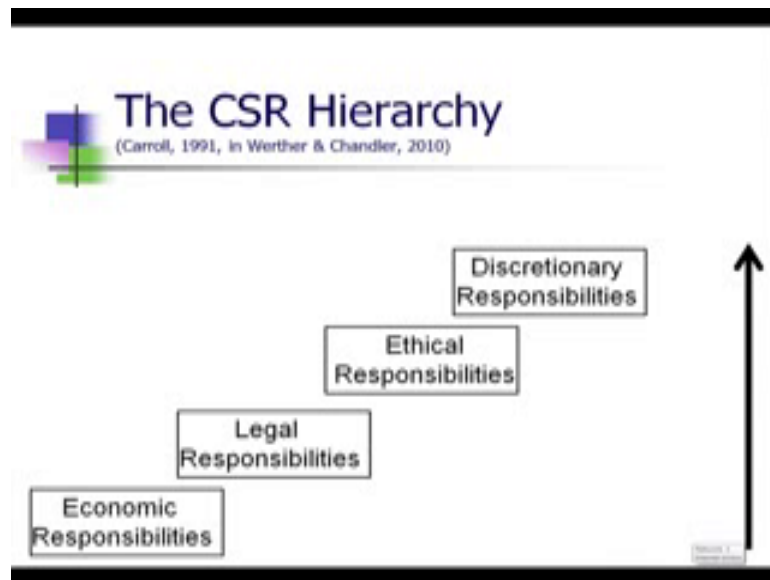 The CSR Hierarchy
(Carroll, 1991, in Werther & Chandler, 2010)
Discretionary
Responsibilities
Ethical
Responsibilities
Legal
Responsibilities
Economic
Responsibilities